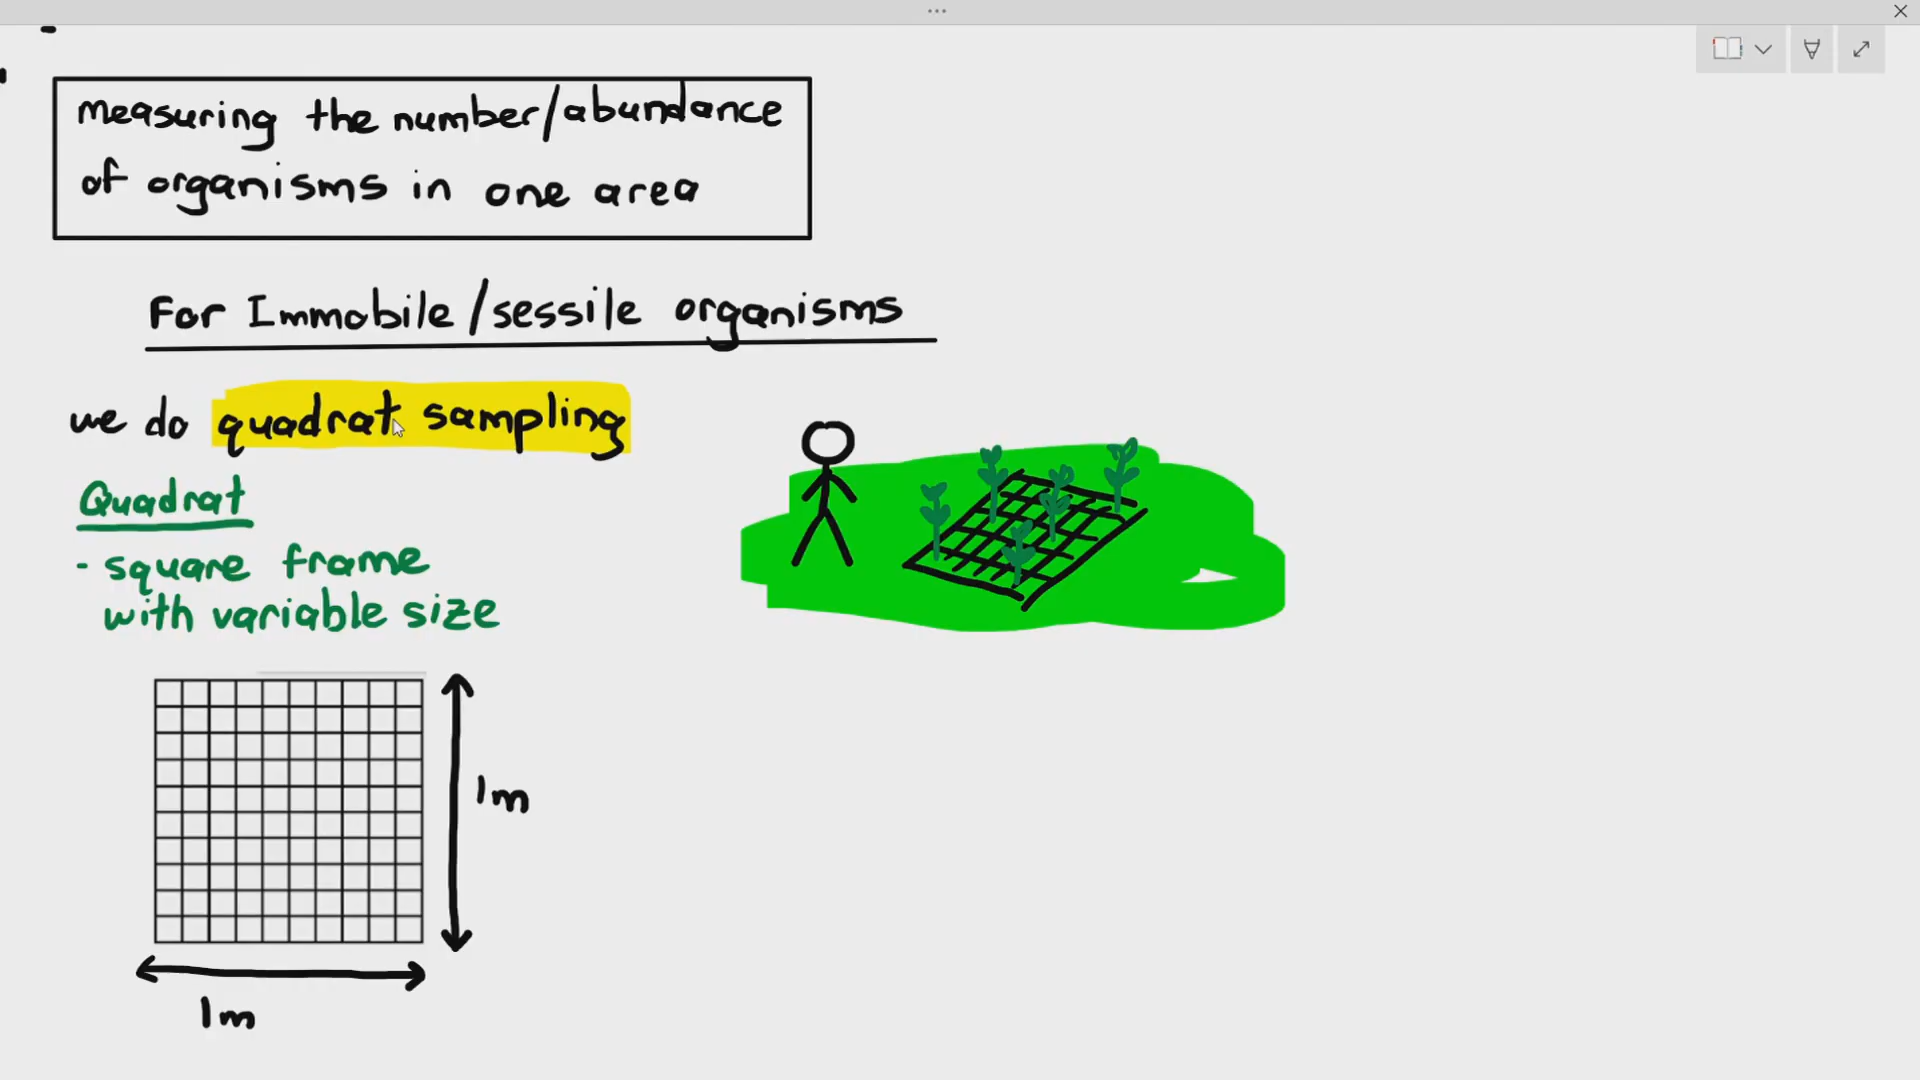 measuring the number/abundance
of organisms in one area
For Immobile/sessile organisms
we do quadrat sampling
Quadrat
- square frame
with variable size
1m
1m